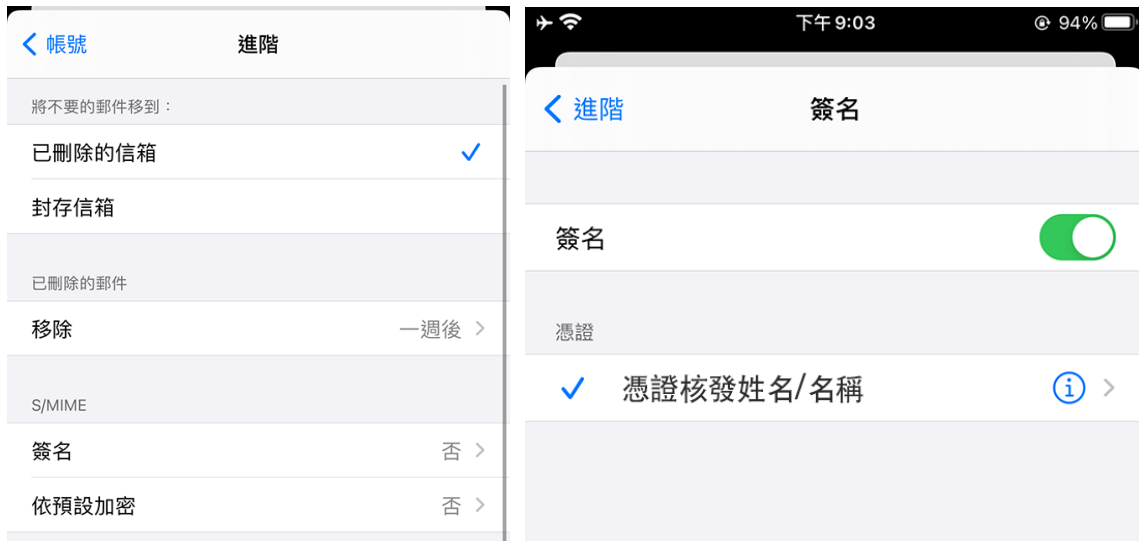 帳號
進階
將不要的郵件移到：
已刪除的信箱
封存信箱
已刪除的郵件
移除
一週後
S/MIME
簽名
否
依預設加密
否
下午 9:03
94%
進階
簽名
簽名
憑證
憑證核發姓名/名稱